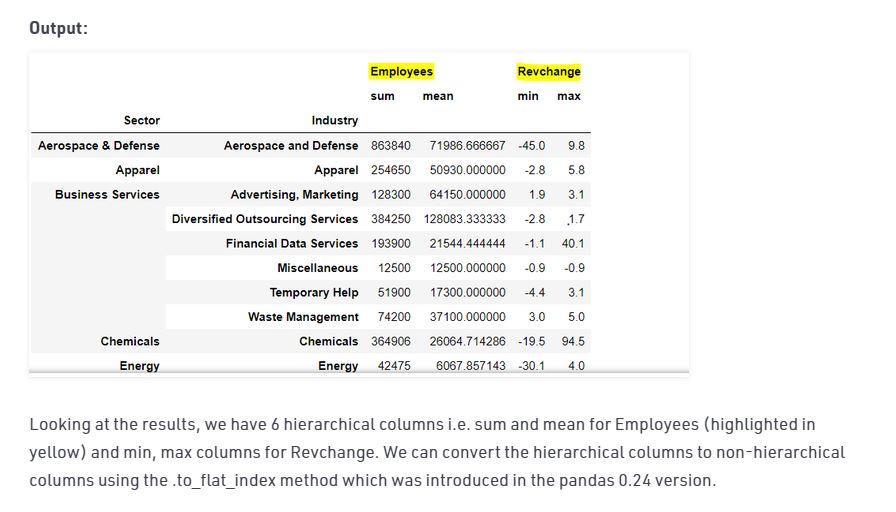 Output:
Employees Revchange
sum mean min max
Sector Industry
Aerospace & Defense Aerospace and Defense 863840 71986.666667 -45.0 9.8
Apparel Apparel 254650 50930.000000 -2.8 5.8
Business Services Advertising, Marketing 128300 64150.000000 1.9 3.1
Diversified Outsourcing Services 384250 128083.333333 -2.8 1.7
Financial Data Services 193900 21544.444444 -1.1 40.1
Miscellaneous 12500 12500.000000 -0.9 -0.9
Temporary Help 51900 17300.000000 -4.4 3.1
Waste Management 74200 37100.000000 3.0 5.0
Chemicals Chemicals 364906 26064.714286 -19.5 94.5
Energy Energy 42475 6067.857143 -30.1 4.0
Looking at the results, we have 6 hierarchical columns i.e. sum and mean for Employees (highlighted in
yellow) and min, max columns for Revchange. We can convert the hierarchical columns to non-hierarchical
columns using the .to_flat_index method which was introduced in the pandas 0.24 version.